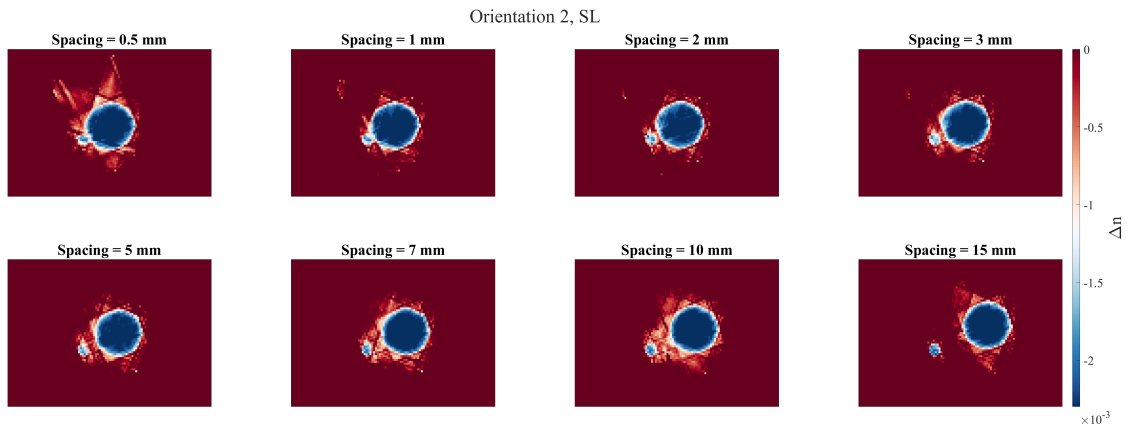 Orientation 2, SL
Spacing = 0.5 mm
Spacing = 1 mm
Spacing = 2 mm
Spacing = 3 mm
0
-0.5
-1
-1.5
-2
Δn
×10⁻³
Spacing = 5 mm
Spacing = 7 mm
Spacing = 10 mm
Spacing = 15 mm